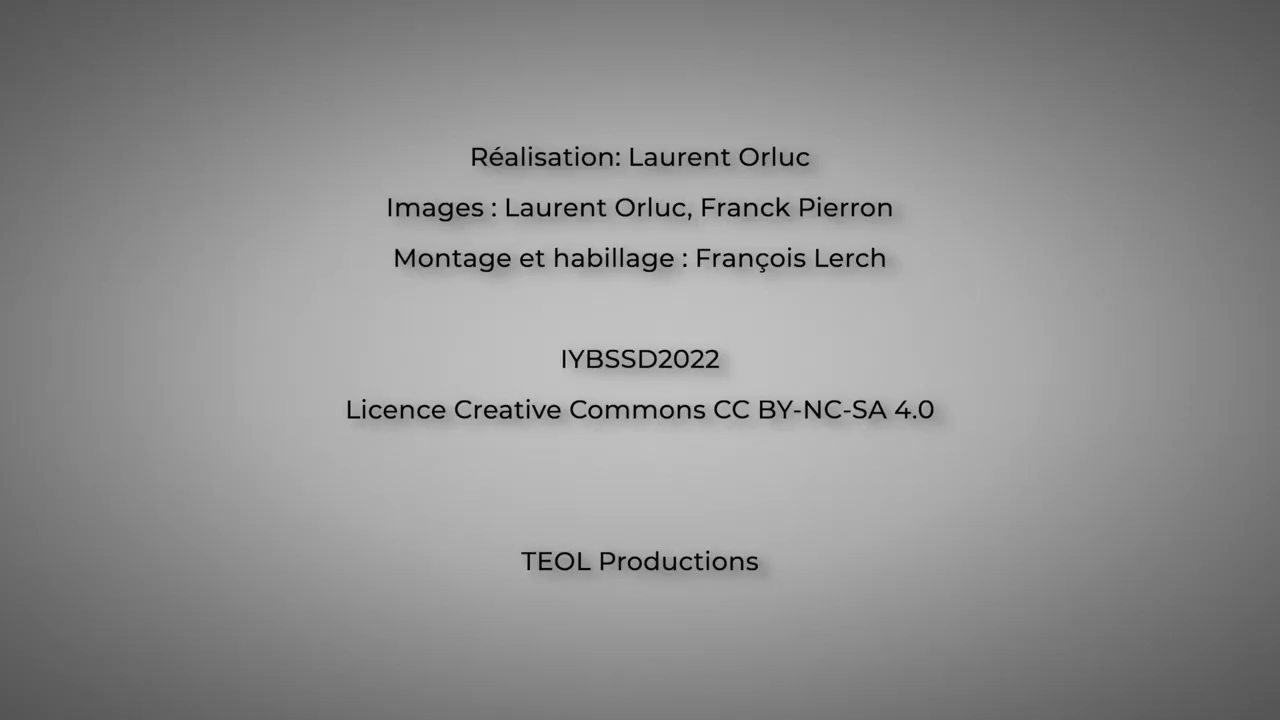 Réalisation: Laurent Orluc
Images : Laurent Orluc, Franck Pierron
Montage et habillage : François Lerch
IYBSSD2022
Licence Creative Commons CC BY-NC-SA 4.0
TEOL Productions